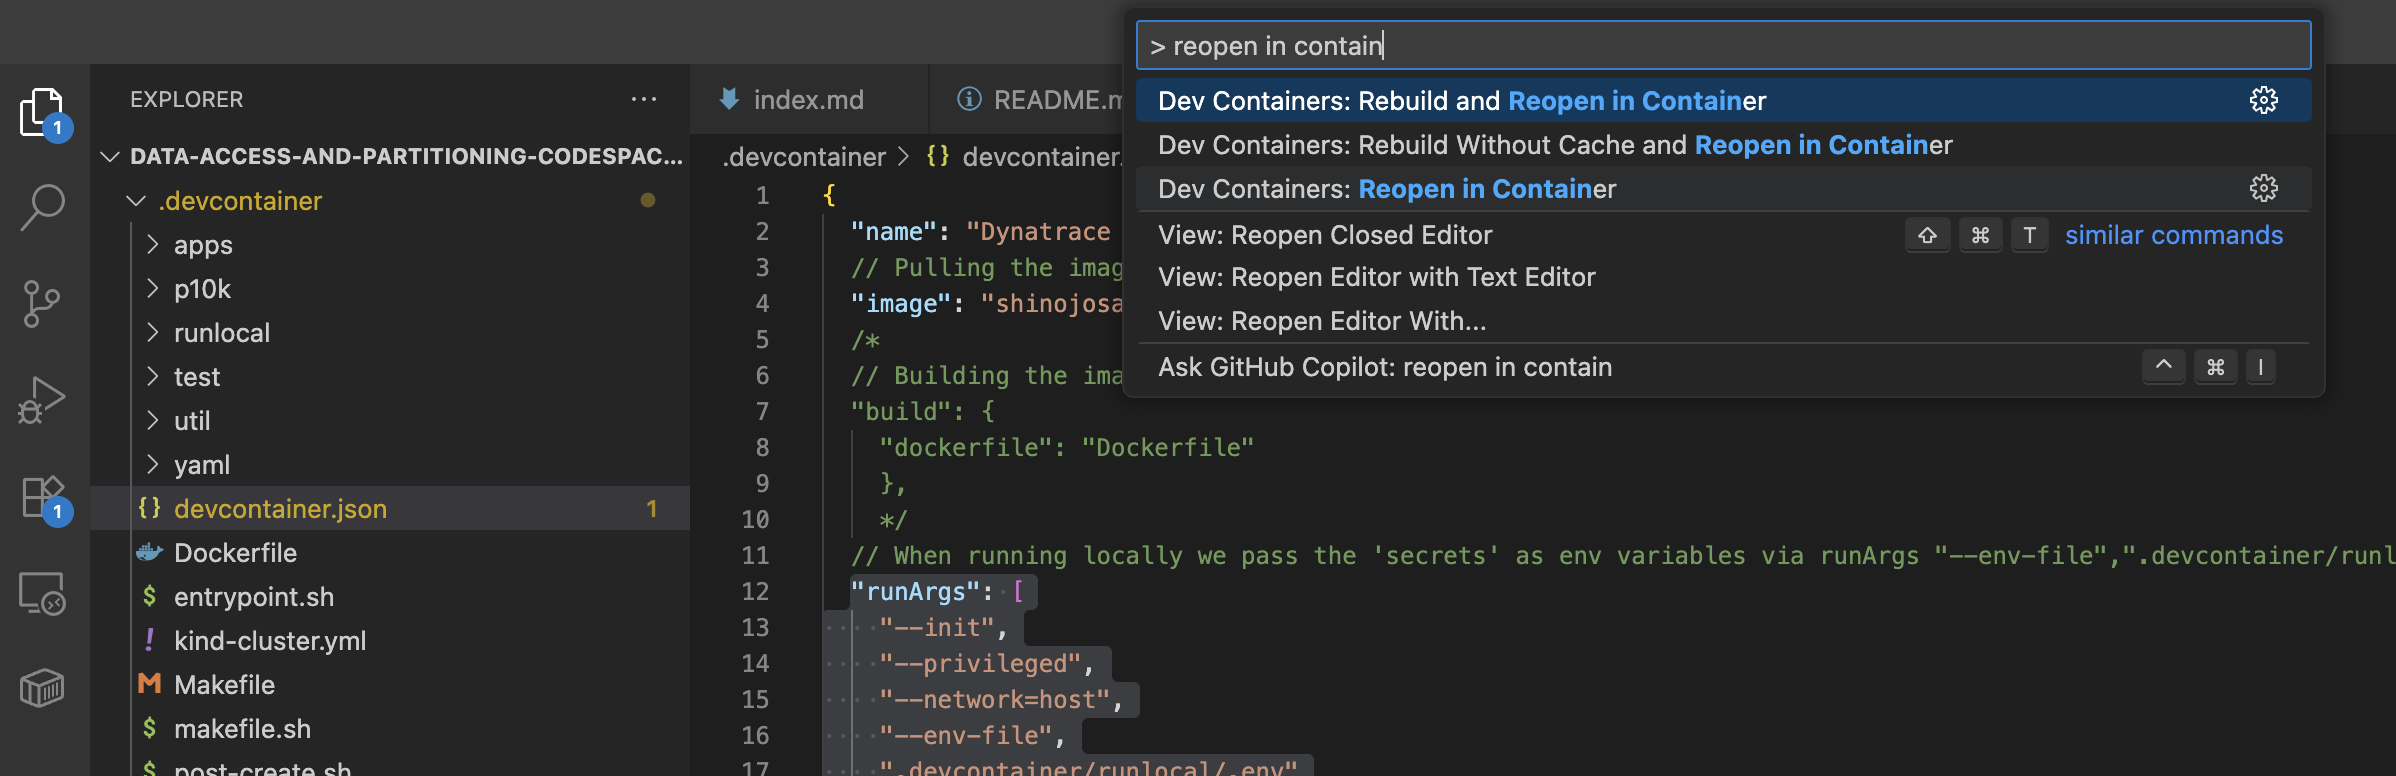 > reopen in contain
Dev Containers: Rebuild and Reopen in Container
Dev Containers: Rebuild Without Cache and Reopen in Container
Dev Containers: Reopen in Container
View: Reopen Closed Editor ⇧ ⌘ T similar commands
View: Reopen Editor with Text Editor
View: Reopen Editor With...
Ask GitHub Copilot: reopen in contain ^ ⌘ I
1
1
EXPLORER ...
DATA-ACCESS-AND-PARTITIONING-CODESPAC...
.devcontainer
apps
p10k
runlocal
test
util
yaml
{} devcontainer.json 1
Dockerfile
$ entrypoint.sh
! kind-cluster.yml
M Makefile
$ makefile.sh
$ post-create.sh
index.md
README.m
.devcontainer > {} devcontainer.
1 {
2 "name": "Dynatrace
3 // Pulling the imag
4 "image": "shinojosa
5 /*
6 // Building the ima
7 "build": {
8 "dockerfile": "Dockerfile"
9 },
10 */
11 // When running locally we pass the 'secrets' as env variables via runArgs "--env-file",".devcontainer/runl
12 "runArgs": [
13 "--init",
14 "--privileged",
15 "--network=host",
16 "--env-file",
17 ".devcontainer/runlocal/.env"